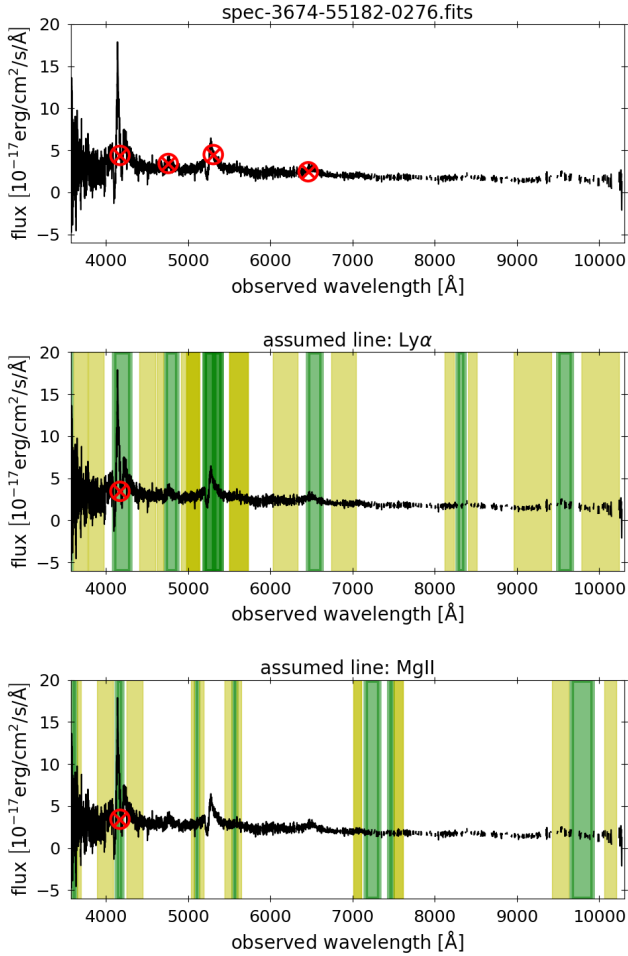 spec-3674-55182-0276.fits
20
15
10
5
0
−5
flux [10⁻¹⁷erg/cm²/s/Å]
4000 5000 6000 7000 8000 9000 10000
observed wavelength [Å]
assumed line: Lyα
20
15
10
5
0
−5
flux [10⁻¹⁷erg/cm²/s/Å]
4000 5000 6000 7000 8000 9000 10000
observed wavelength [Å]
assumed line: MgII
20
15
10
5
0
−5
flux [10⁻¹⁷erg/cm²/s/Å]
4000 5000 6000 7000 8000 9000 10000
observed wavelength [Å]